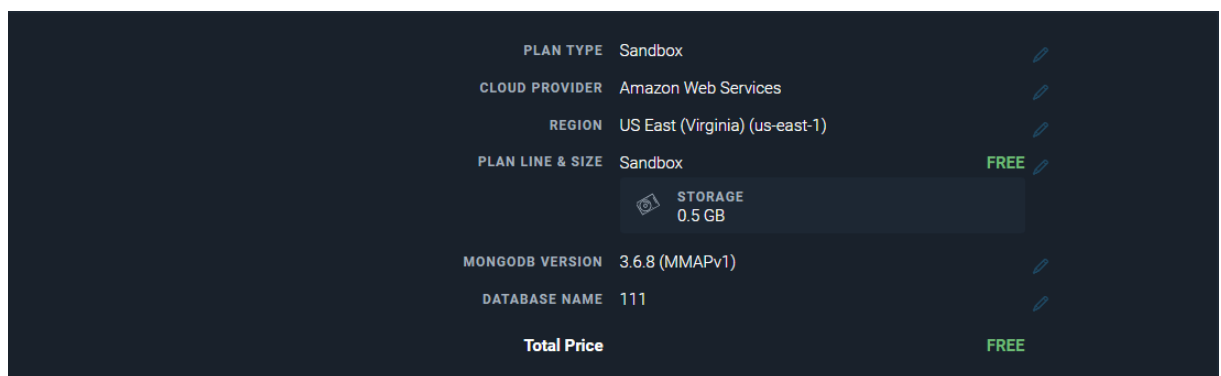 PLAN TYPE Sandbox
CLOUD PROVIDER Amazon Web Services
REGION US East (Virginia) (us-east-1)
PLAN LINE & SIZE Sandbox FREE
STORAGE
0.5 GB
MONGODB VERSION 3.6.8 (MMAPv1)
DATABASE NAME 111
Total Price FREE